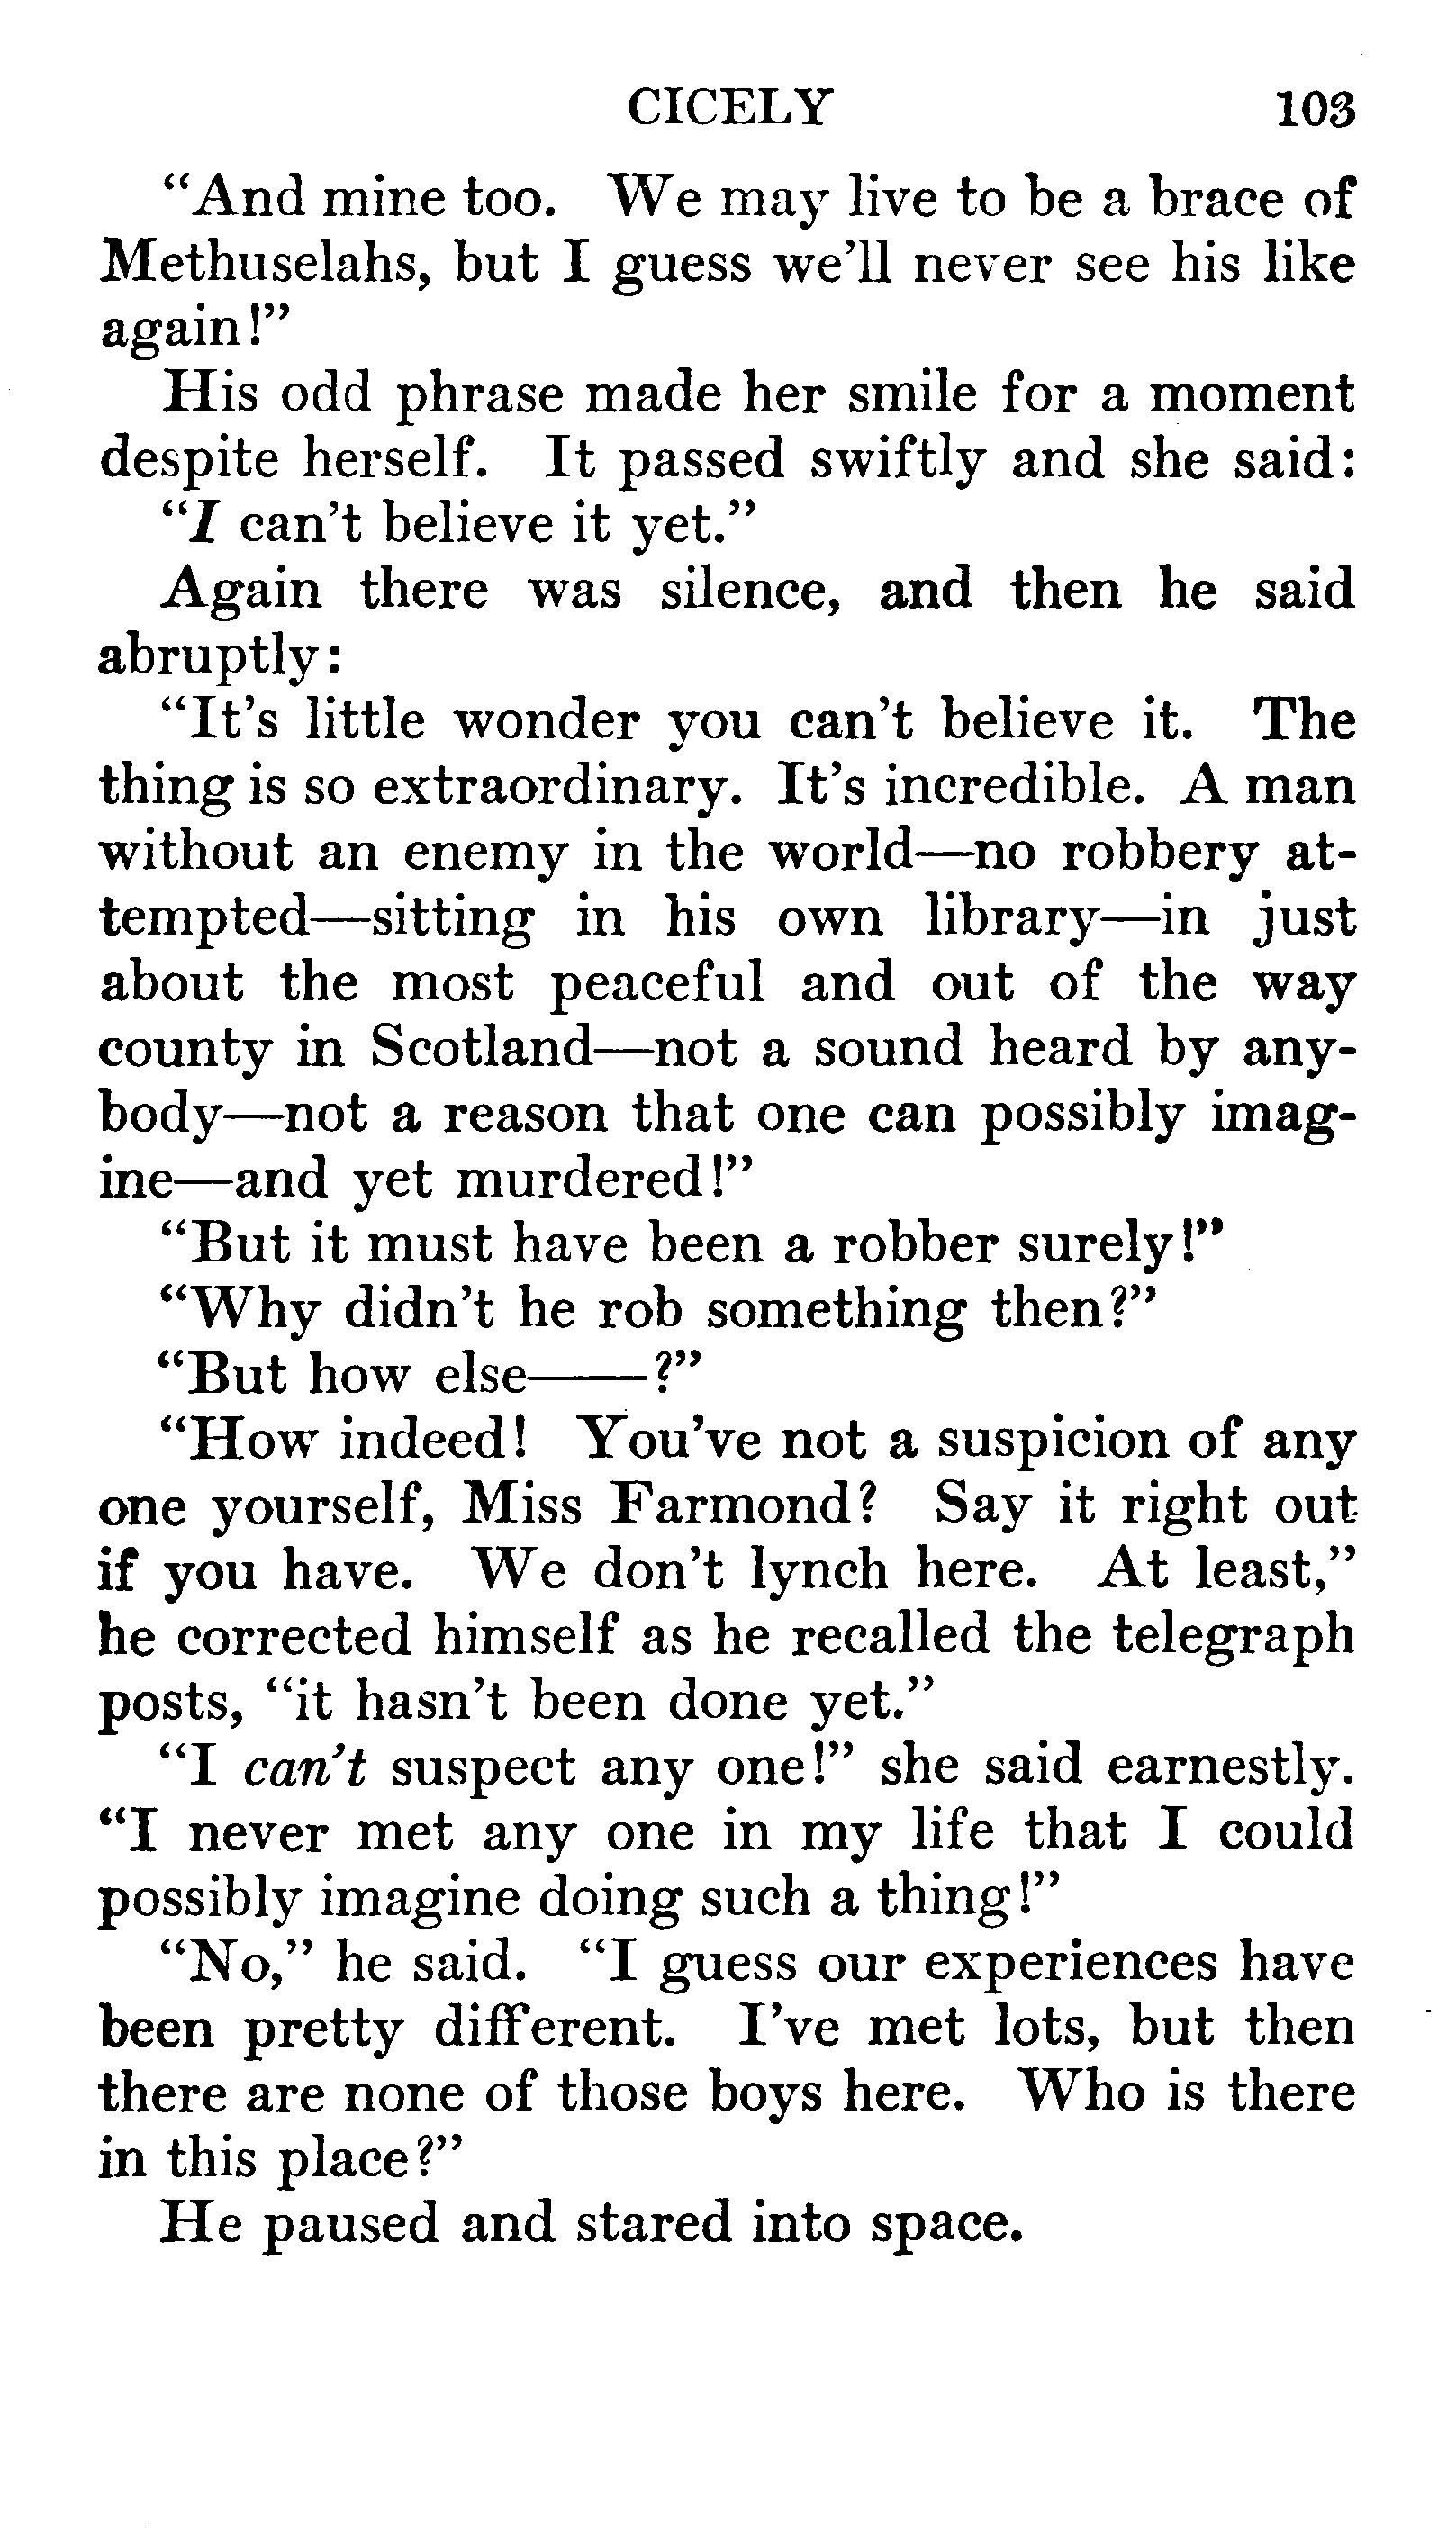 CICELY 103
“And mine too. We may live to be a brace of
Methuselahs, but I guess we’ll never see his like
again!”
His odd phrase made her smile for a moment
despite herself. It passed swiftly and she said:
“I can’t believe it yet.”
Again there was silence, and then he said
abruptly:
“It’s little wonder you can’t believe it. The
thing is so extraordinary. It’s incredible. A man
without an enemy in the world—no robbery at-
tempted—sitting in his own library—in just
about the most peaceful and out of the way
county in Scotland—not a sound heard by any-
body—not a reason that one can possibly imag-
ine—and yet murdered!”
“But it must have been a robber surely!”
“Why didn’t he rob something then?”
“But how else——?”
“How indeed! You’ve not a suspicion of any
one yourself, Miss Farmond? Say it right out
if you have. We don’t lynch here. At least,”
he corrected himself as he recalled the telegraph
posts, “it hasn’t been done yet.”
“I can’t suspect any one!” she said earnestly.
“I never met any one in my life that I could
possibly imagine doing such a thing!”
“No,” he said. “I guess our experiences have
been pretty different. I’ve met lots, but then
there are none of those boys here. Who is there
in this place?”
He paused and stared into space.